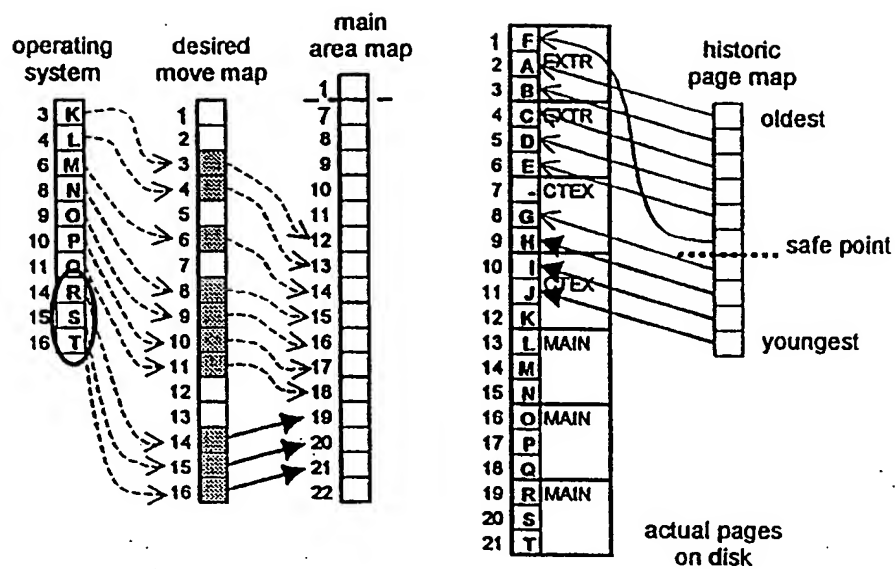 operating system
3 K
4 L
6 M
8 N
9 O
10 P
11 Q
14 R
15 S
16 T
desired move map
1
2
3
4
5
6
7
8
9
10
11
12
13
14
15
16
main area map
1
7
8
9
10
11
12
13
14
15
16
17
18
19
20
21
22
1 F EXTR
2 A
3 B
4 C EXTR
5 D
6 E
7 - CTEX
8 G
9 H
10 I CTEX
11 J
12 K
13 L MAIN
14 M
15 N
16 O MAIN
17 P
18 Q
19 R MAIN
20 S
21 T
historic page map
oldest
safe point
youngest
actual pages on disk